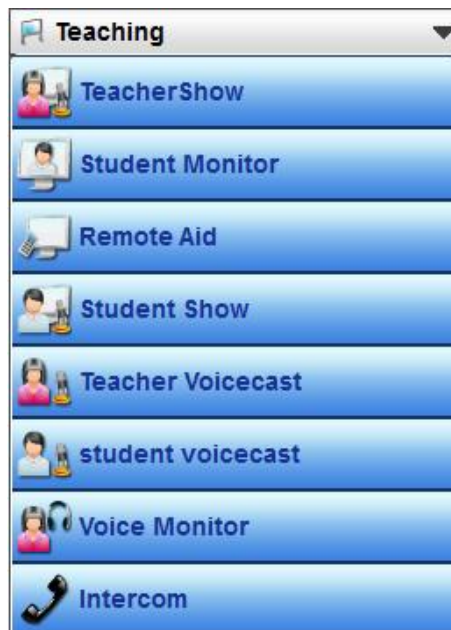 Teaching
TeacherShow
Student Monitor
Remote Aid
Student Show
Teacher Voicecast
student voicecast
Voice Monitor
Intercom